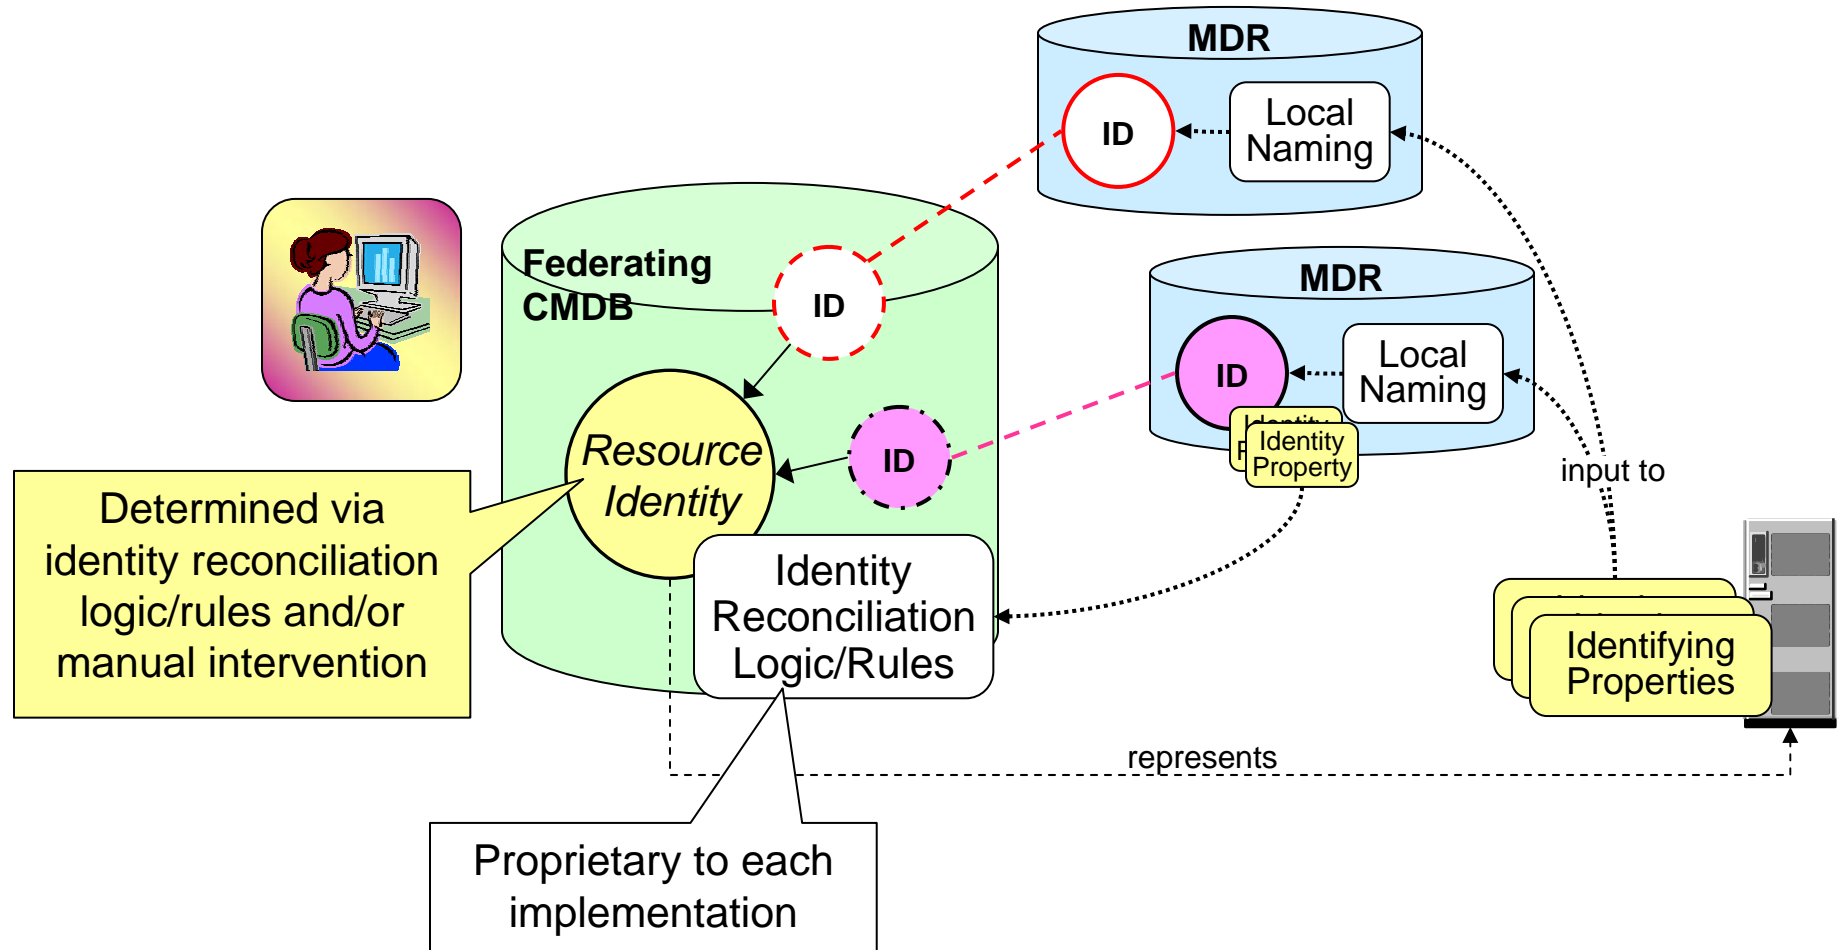 MDR
ID
Local
Naming
Federating
CMDB
ID
MDR
ID
Local
Naming
Identity
Identity
Property
Resource
Identity
ID
input to
Determined via
identity reconciliation
logic/rules and/or
manual intervention
Identity
Reconciliation
Logic/Rules
Identifying
Properties
represents
Proprietary to each
implementation